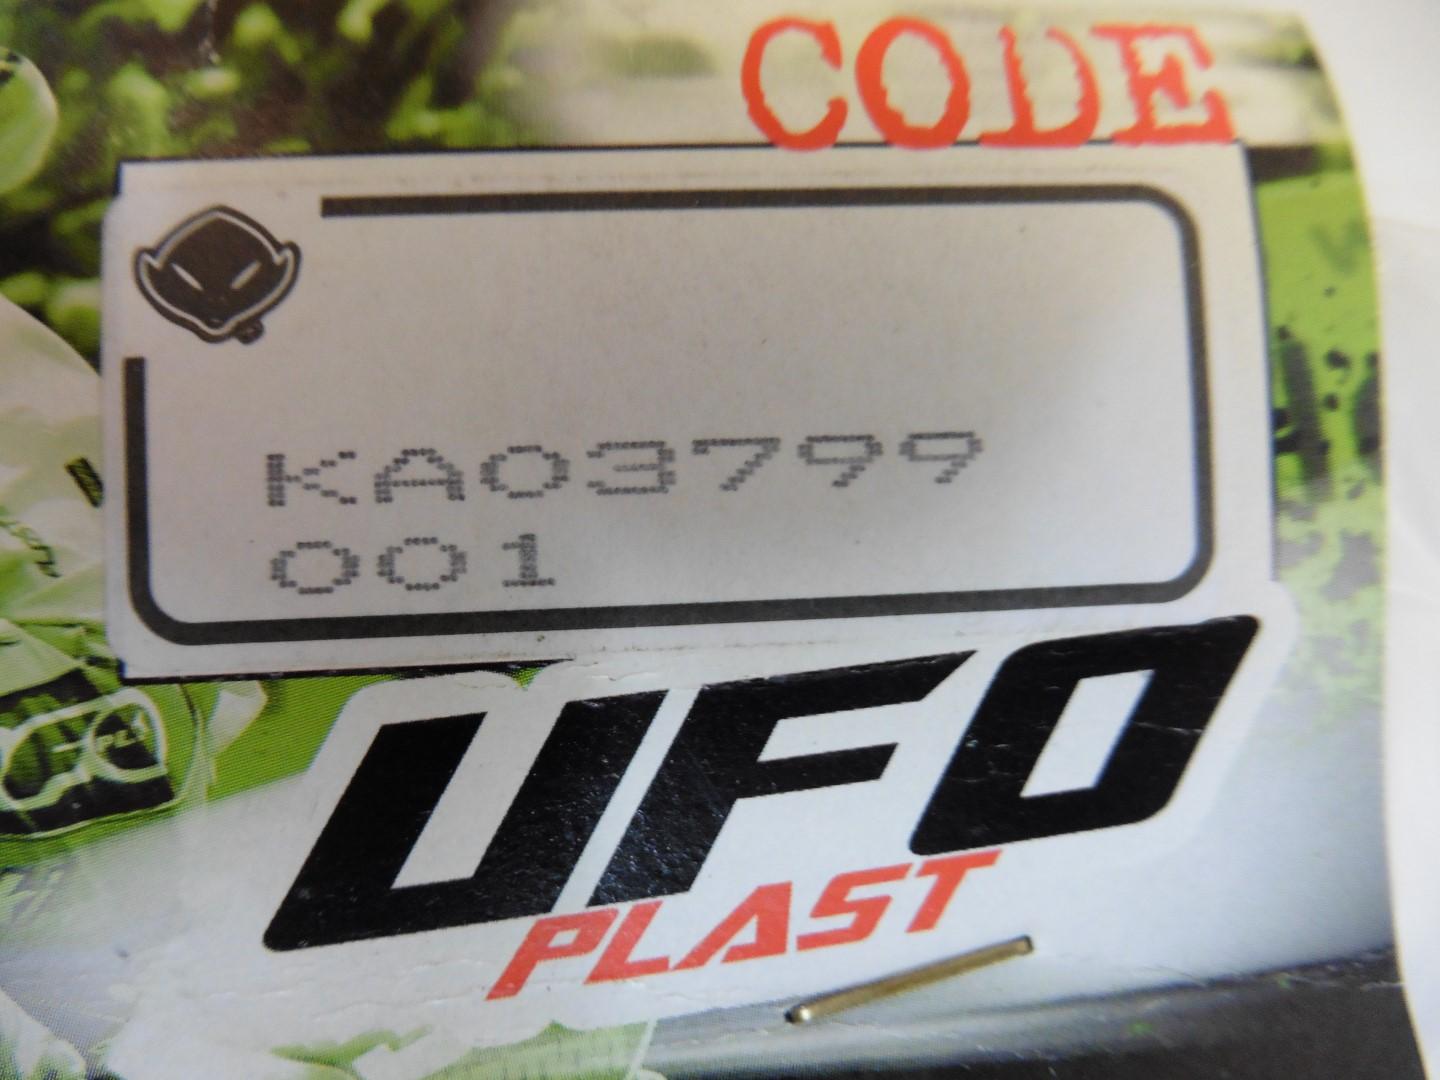 CODE
KA03799
001
UFO
PLAST